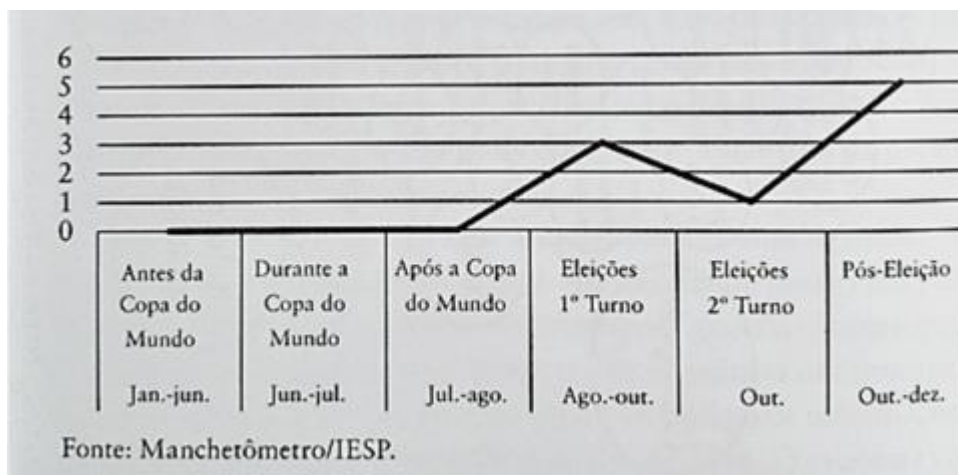 6
5
4
3
2
1
0
Antes da
Copa do
Mundo
Jan.-jun.
Durante a
Copa do
Mundo
Jun.-jul.
Após a Copa
do Mundo
Jul.-ago.
Eleições
1º Turno
Ago.-out.
Eleições
2º Turno
Out.
Pós-Eleição
Out.-dez.
Fonte: Manchetômetro/IESP.